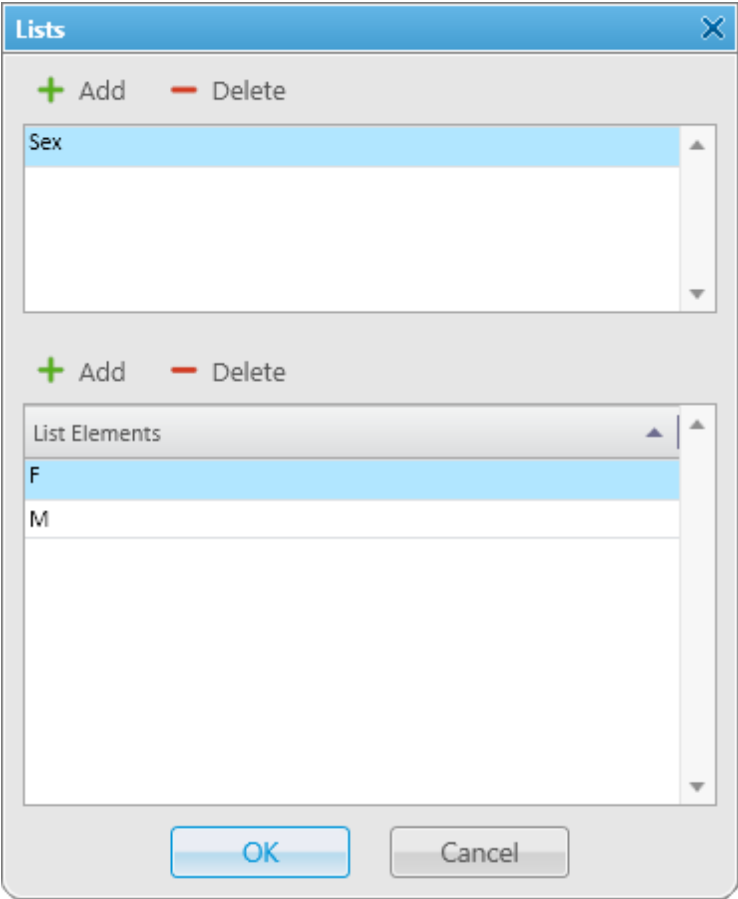 Lists
Add Delete
Sex
Add Delete
List Elements
F
M
OK Cancel